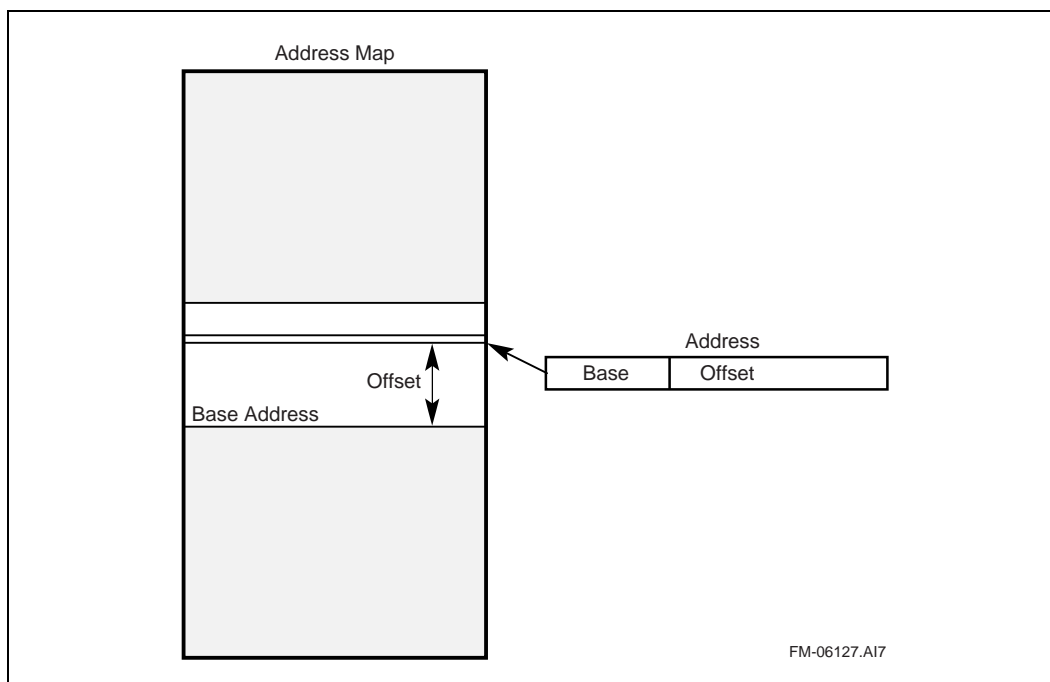 Address Map
Address
Base Offset
Offset
Base Address
FM-06127.AI7